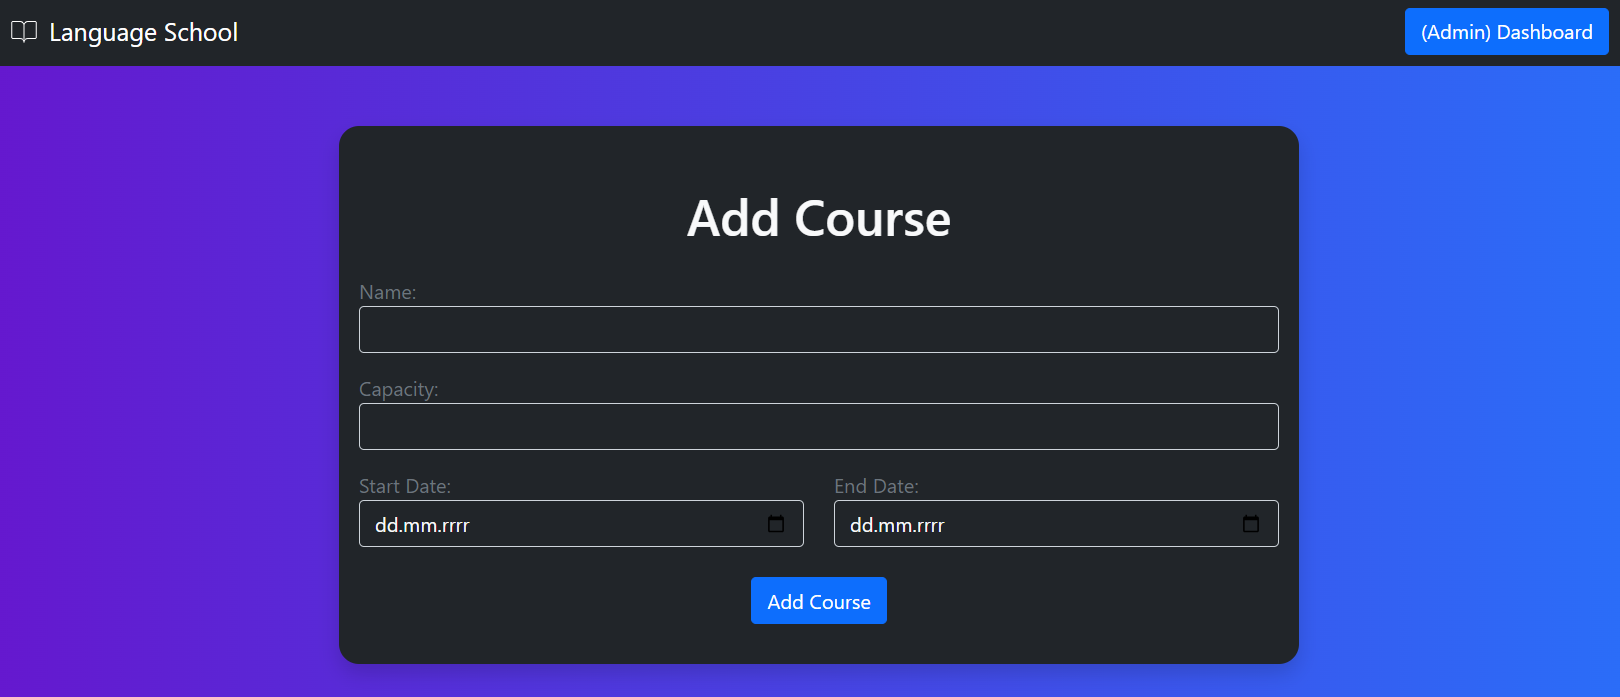 Language School
(Admin) Dashboard
Add Course
Name:
Capacity:
Start Date:
End Date:
dd.mm.rrrr
dd.mm.rrrr
Add Course